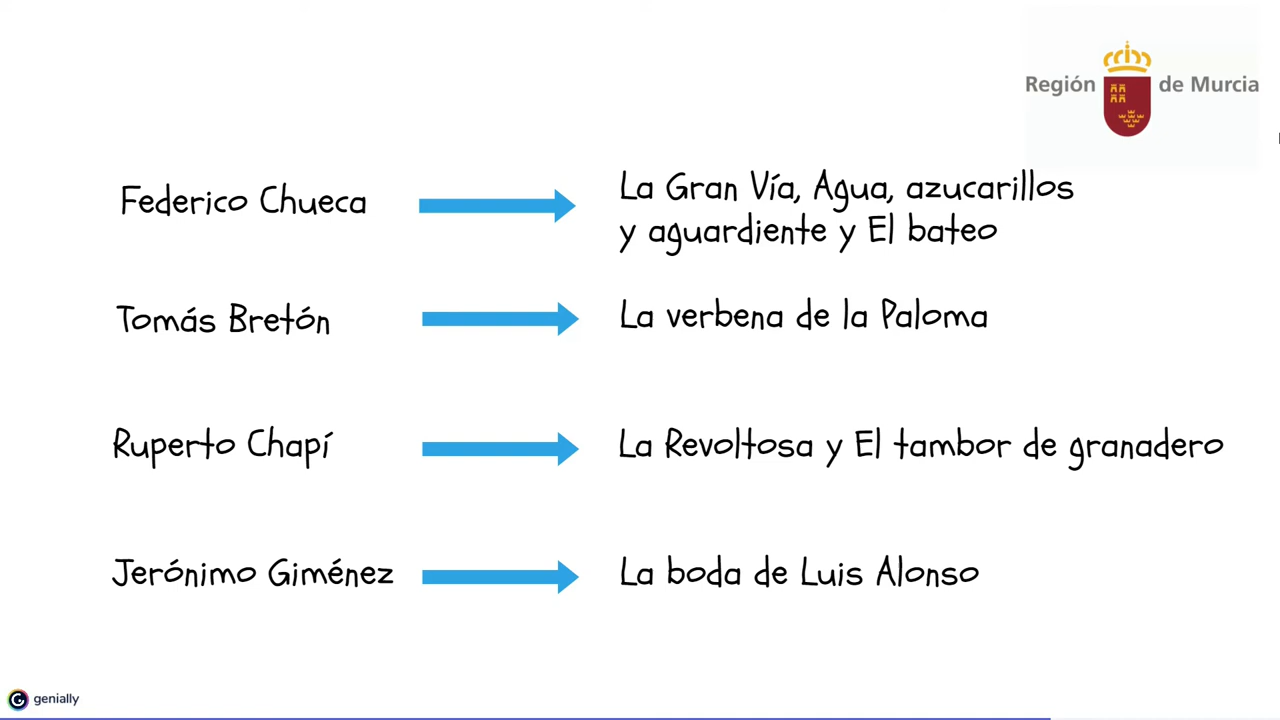 Región de Murcia
Federico Chueca
La Gran Vía, Agua, azucarillos
y aguardiente y El bateo
Tomás Bretón
La verbena de la Paloma
Ruperto Chapí
La Revoltosa y El tambor de granadero
Jerónimo Giménez
La boda de Luis Alonso
genially